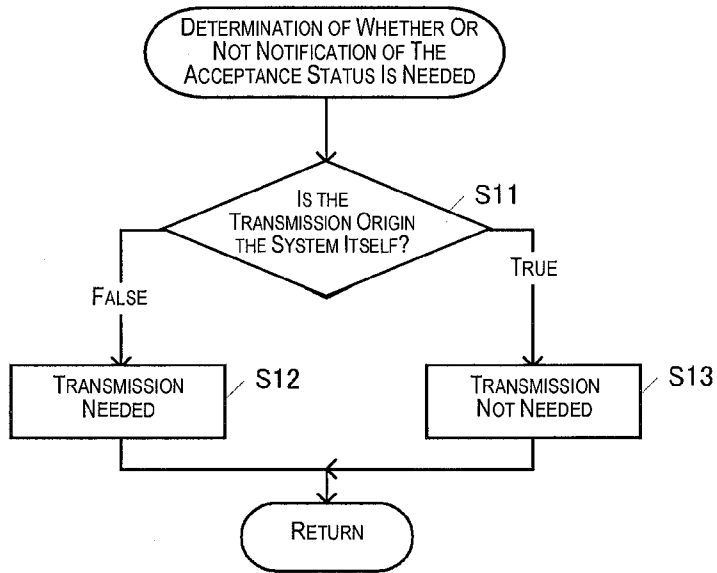 DETERMINATION OF WHETHER OR
NOT NOTIFICATION OF THE
ACCEPTANCE STATUS IS NEEDED
IS THE
TRANSMISSION ORIGIN
THE SYSTEM ITSELF?
S11
FALSE
TRUE
TRANSMISSION
NEEDED
S12
TRANSMISSION
NOT NEEDED
S13
RETURN